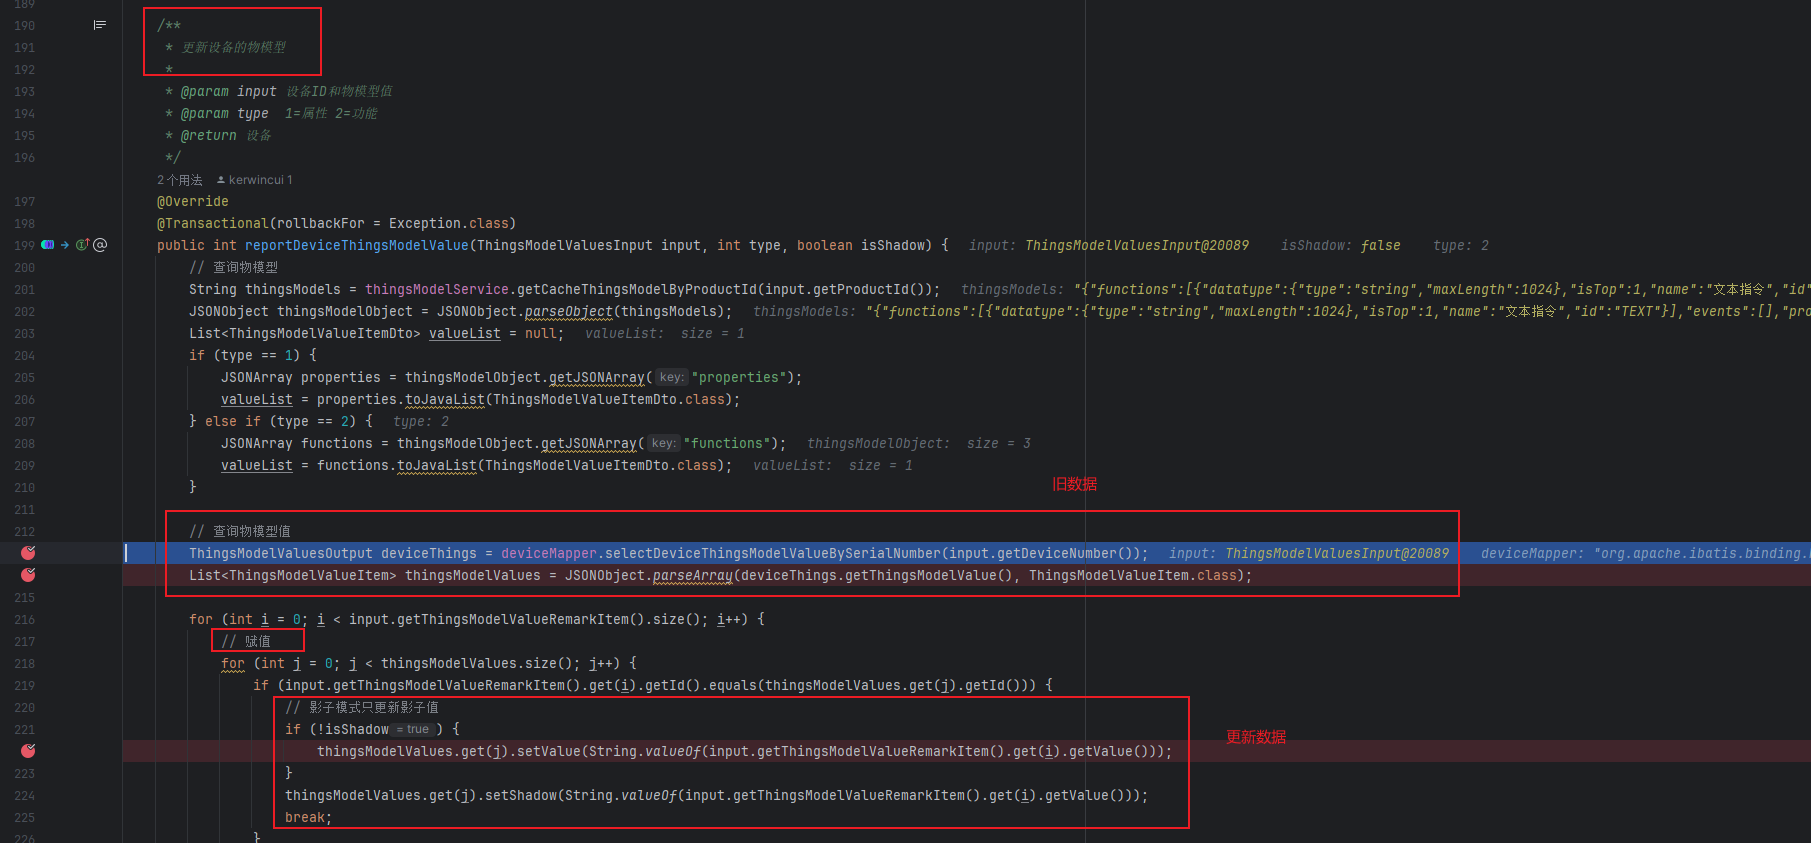 189
190 /**
191 * 更新设备的物模型
192 *
193 * @param input 设备ID和物模型值
194 * @param type 1=属性 2=功能
195 * @return 设备
196 */
2 个用法 kerwincui 1
197 @Override
198 @Transactional(rollbackFor = Exception.class)
199 public int reportDeviceThingsModelValue(ThingsModelValuesInput input, int type, boolean isShadow) { input: ThingsModelValuesInput@20089 isShadow: false type: 2
200 // 查询物模型
201 String thingsModels = thingsModelService.getCacheThingsModelByProductId(input.getProductId()); thingsModels: "{"functions":[{"datatype":{"type":"string","maxLength":1024},"isTop":1,"name":"文本指令","id"
202 JSONObject thingsModelObject = JSONObject.parseObject(thingsModels); thingsModels: "{"functions":[{"datatype":{"type":"string","maxLength":1024},"isTop":1,"name":"文本指令","id":"TEXT"}],"events":[],"pro
203 List<ThingsModelValueItemDto> valueList = null; valueList: size = 1
204 if (type == 1) {
205 JSONArray properties = thingsModelObject.getJSONArray( key: "properties");
206 valueList = properties.toJavaList(ThingsModelValueItemDto.class);
207 } else if (type == 2) { type: 2
208 JSONArray functions = thingsModelObject.getJSONArray( key: "functions"); thingsModelObject: size = 3
209 valueList = functions.toJavaList(ThingsModelValueItemDto.class); valueList: size = 1
210 }
旧数据
211
212 // 查询物模型值
ThingsModelValuesOutput deviceThings = deviceMapper.selectDeviceThingsModelValueBySerialNumber(input.getDeviceNumber()); input: ThingsModelValuesInput@20089 deviceMapper: "org.apache.ibatis.binding.
List<ThingsModelValueItem> thingsModelValues = JSONObject.parseArray(deviceThings.getThingsModelValue(), ThingsModelValueItem.class);
215
216 for (int i = 0; i < input.getThingsModelValueRemarkItem().size(); i++) {
217 // 赋值
218 for (int j = 0; j < thingsModelValues.size(); j++) {
219 if (input.getThingsModelValueRemarkItem().get(i).getId().equals(thingsModelValues.get(j).getId())) {
220 // 影子模式只更新影子值
221 if (!isShadow = true ) {
thingsModelValues.get(j).setValue(String.valueOf(input.getThingsModelValueRemarkItem().get(i).getValue())); 更新数据
223 }
224 thingsModelValues.get(j).setShadow(String.valueOf(input.getThingsModelValueRemarkItem().get(i).getValue()));
225 break;
226 }